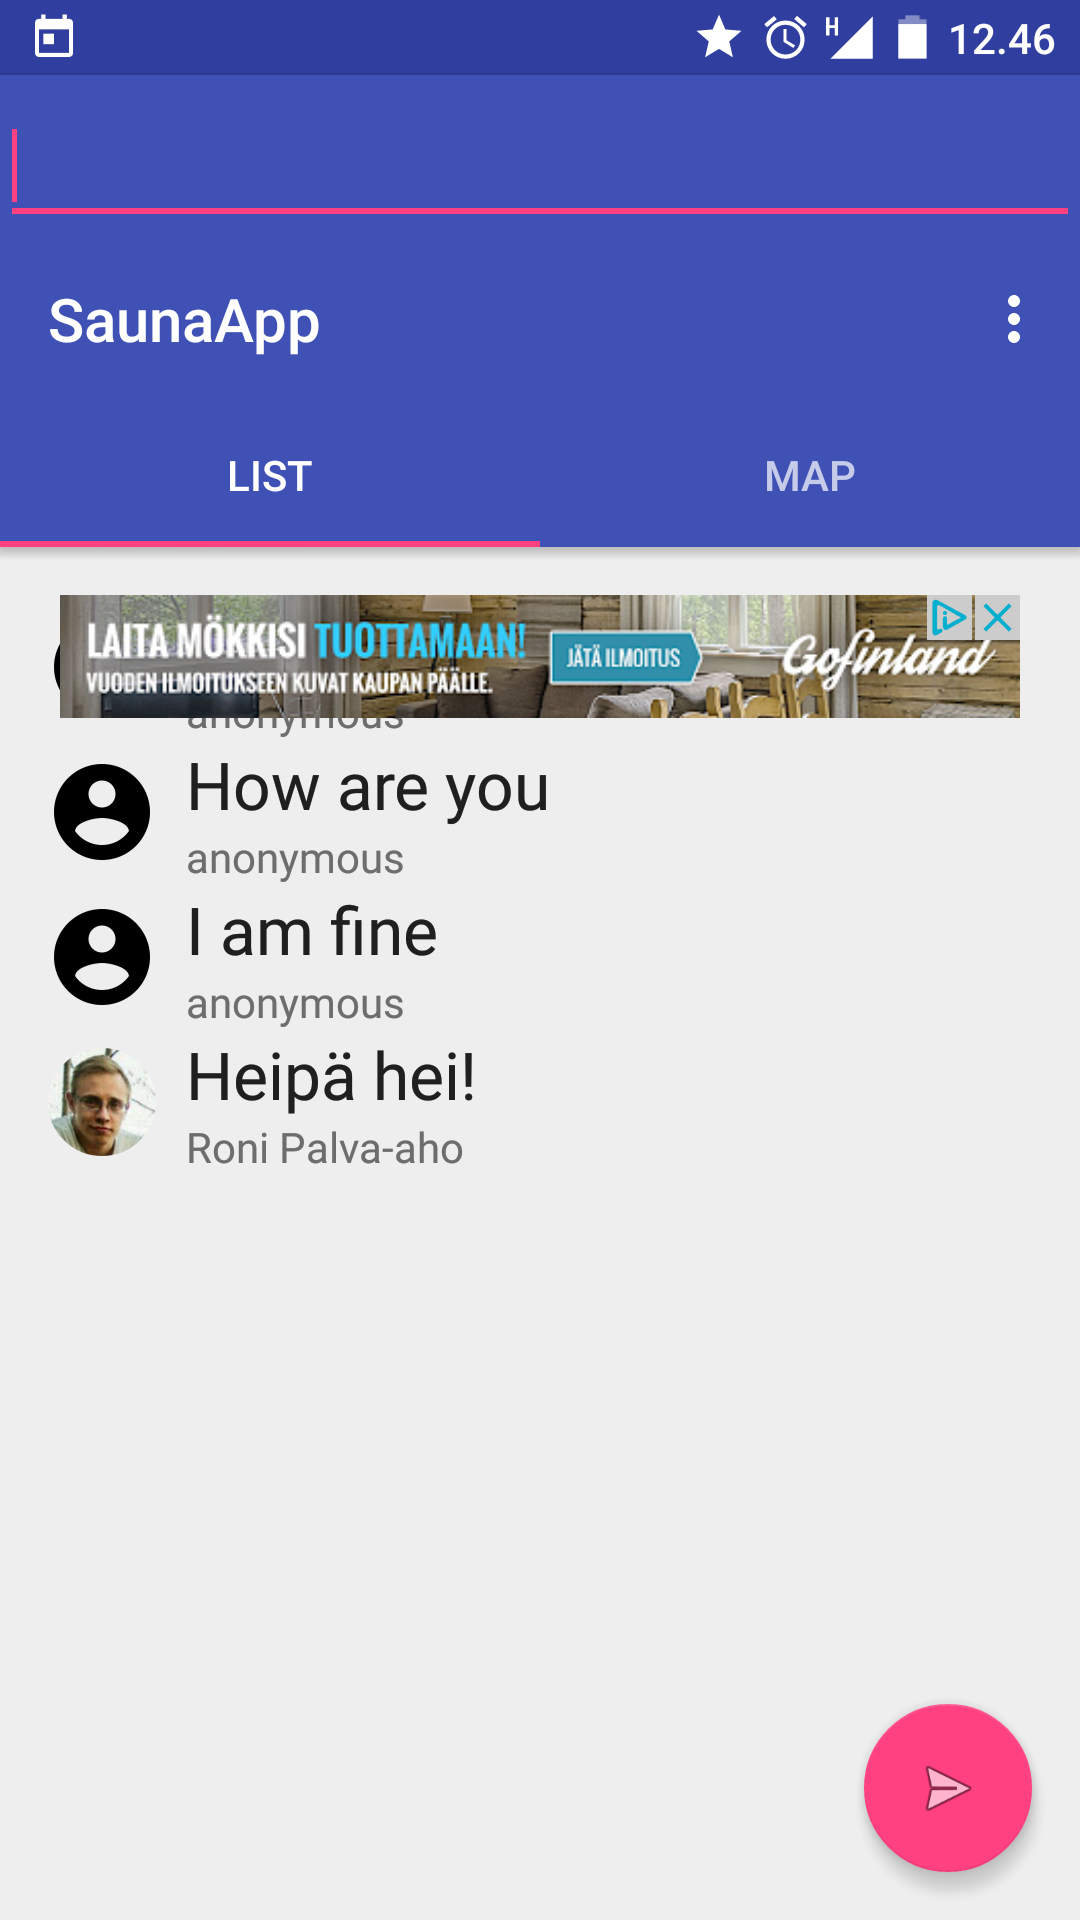 H
12.46
SaunaApp
LIST
MAP
LAITA MÖKKISI TUOTTAMAAN!
VUODEN ILMOITUKSEEN KUVAT KAUPAN PÄÄLLE.
JÄTÄ ILMOITUS
Gofinland
anonymous
How are you
anonymous
I am fine
anonymous
Heipä hei!
Roni Palva-aho